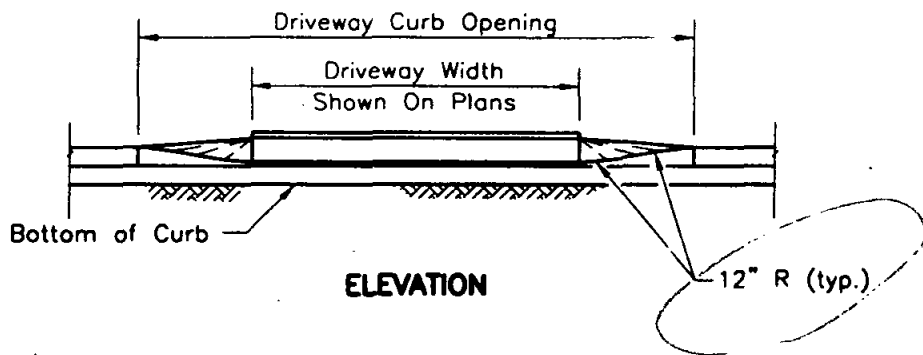 Driveway Curb Opening
Driveway Width
Shown On Plans
Bottom of Curb
12" R (typ.)
ELEVATION